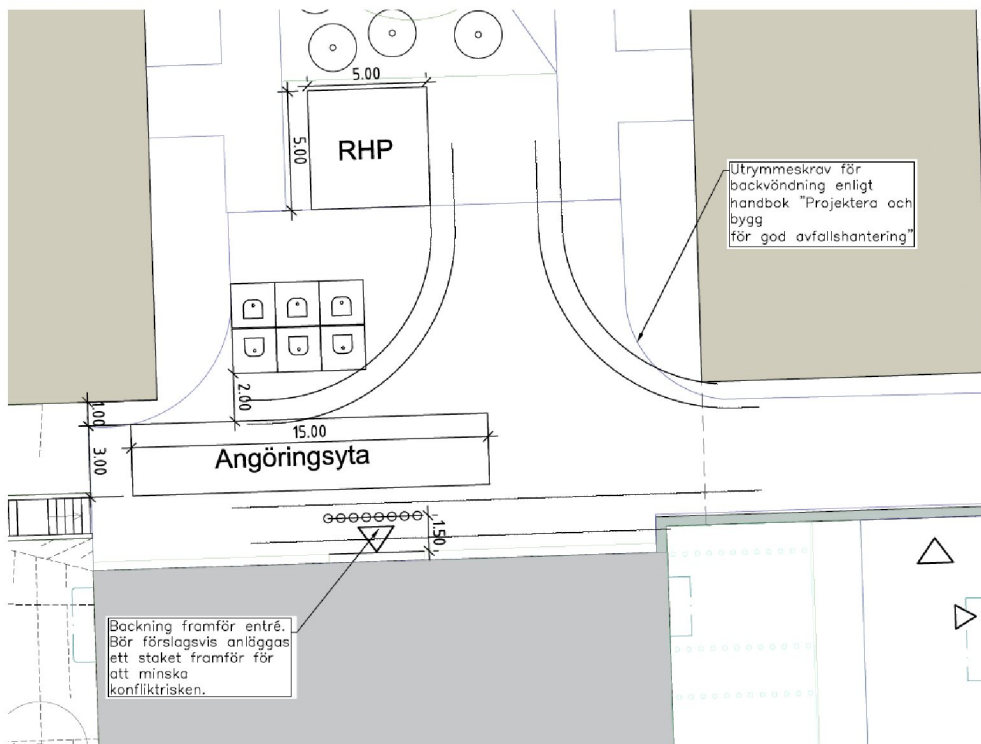 5.00
5.00
RHP
Utrymmeskrav för
backvöndning enligt
handbok "Projektera och
bygg
för god avfallshantering"
2.00
1.00
15.00
3.00
Angöringsyta
1.50
Backning framför entré.
Bör förslagsvis anläggas
ett staket framför för
att minska
konfliktrisken.